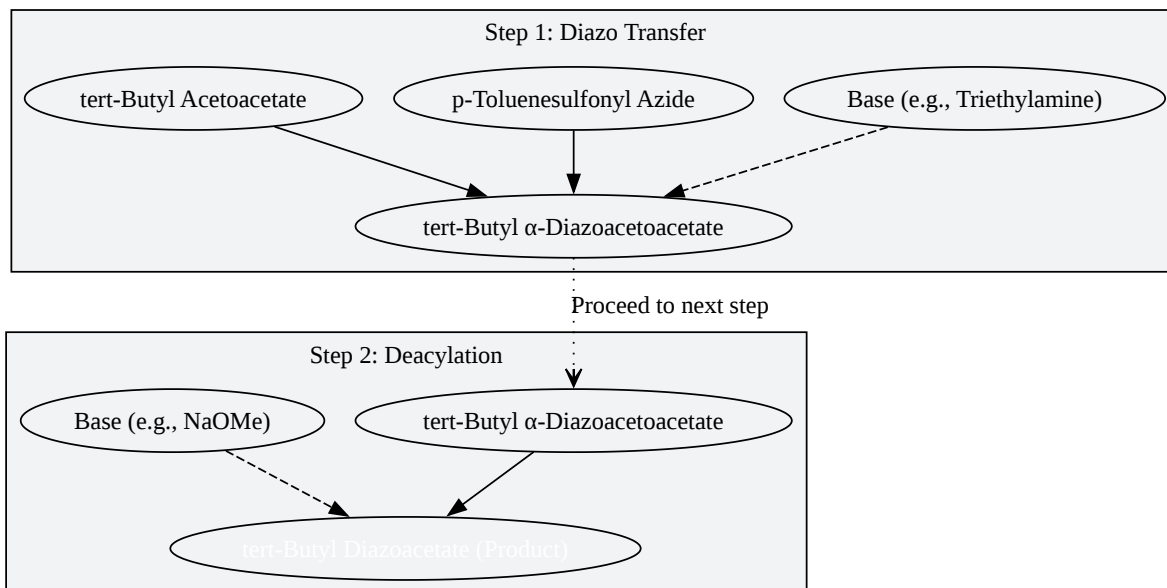 Step 1: Diazo Transfer
tert-Butyl Acetoacetate
p-Toluenesulfonyl Azide
Base (e.g., Triethylamine)
tert-Butyl α-Diazoacetoacetate
Proceed to next step
Step 2: Deacylation
Base (e.g., NaOMe)
tert-Butyl α-Diazoacetoacetate
tert-Butyl Diazoacetate (Product)